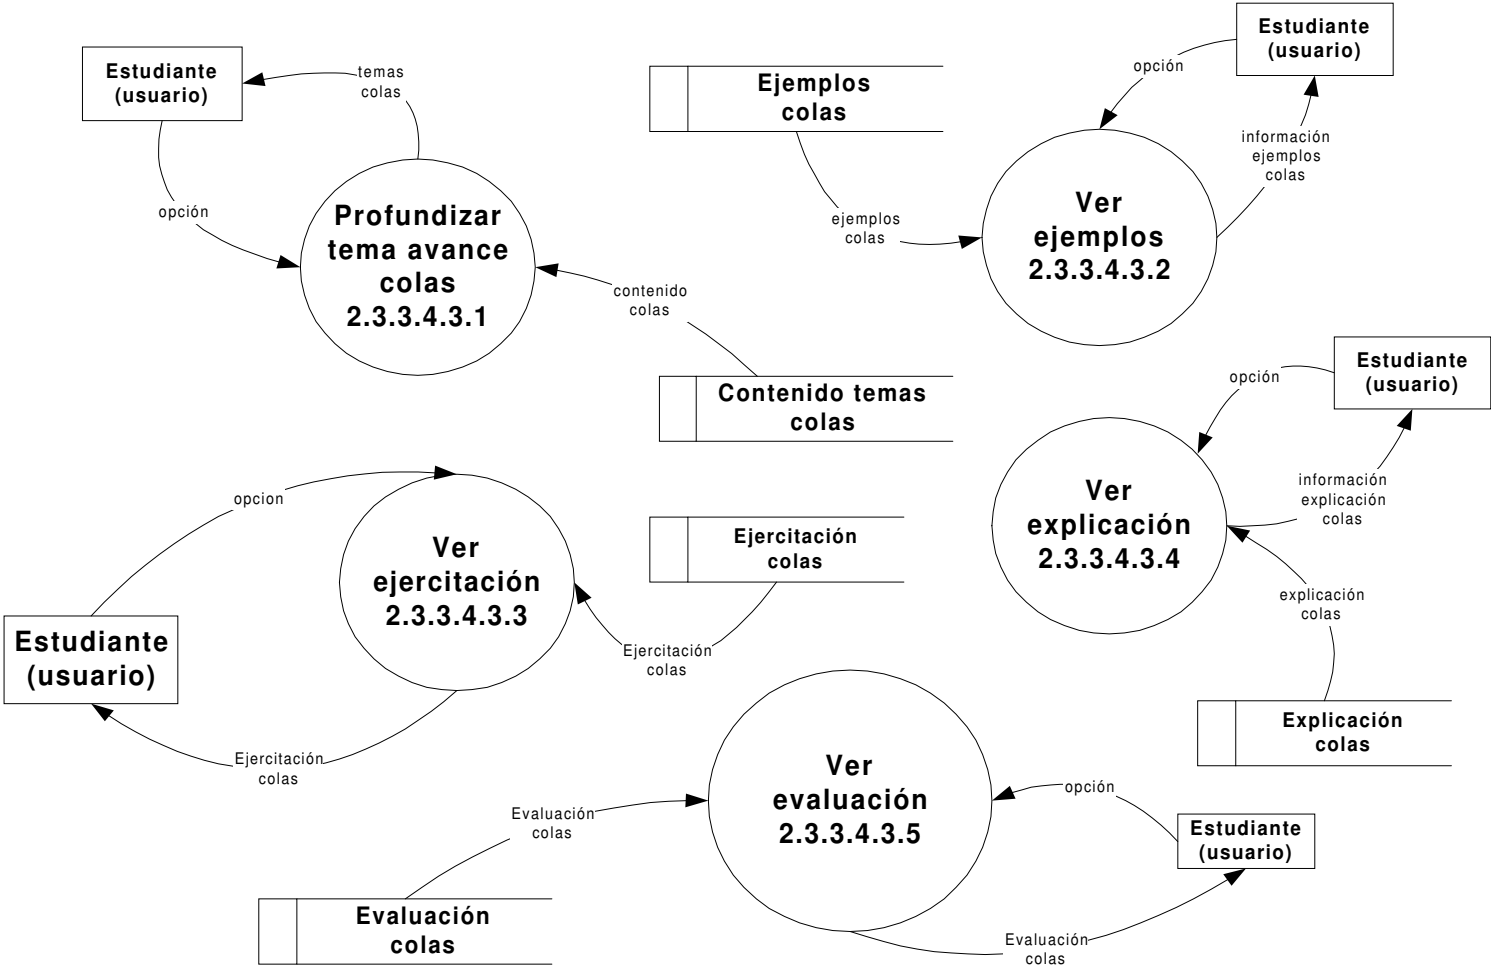 Estudiante
(usuario)
temas
colas
opción
Profundizar
tema avance
colas
2.3.3.4.3.1
contenido
colas
Contenido temas
colas
Ejemplos
colas
ejemplos
colas
Estudiante
(usuario)
opción
información
ejemplos
colas
Ver
ejemplos
2.3.3.4.3.2
Estudiante
(usuario)
opción
información
explicación
colas
Ver
explicación
2.3.3.4.3.4
explicación
colas
Explicación
colas
opcion
Ver
ejercitación
2.3.3.4.3.3
Ejercitación
colas
Ejercitación
colas
Estudiante
(usuario)
Ejercitación
colas
Ver
evaluación
2.3.3.4.3.5
opción
Estudiante
(usuario)
Evaluación
colas
Evaluación
colas
Evaluación
colas